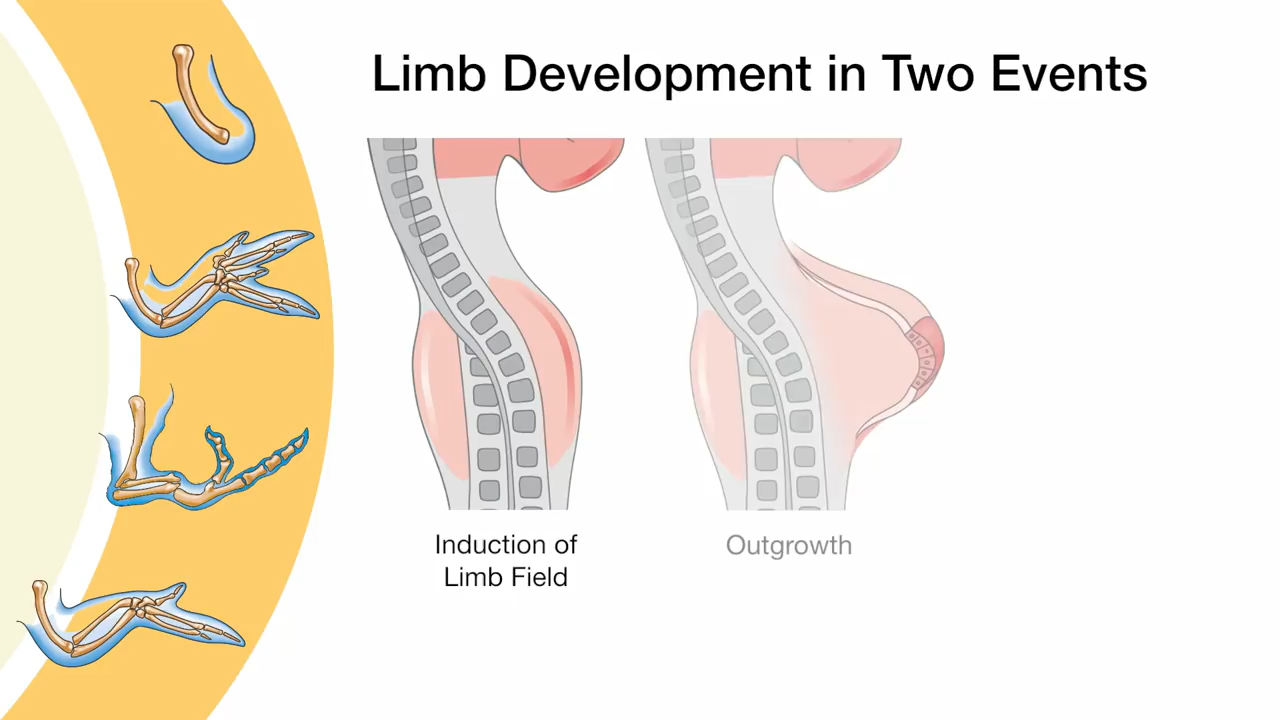 Limb Development in Two Events
Induction of
Limb Field
Outgrowth